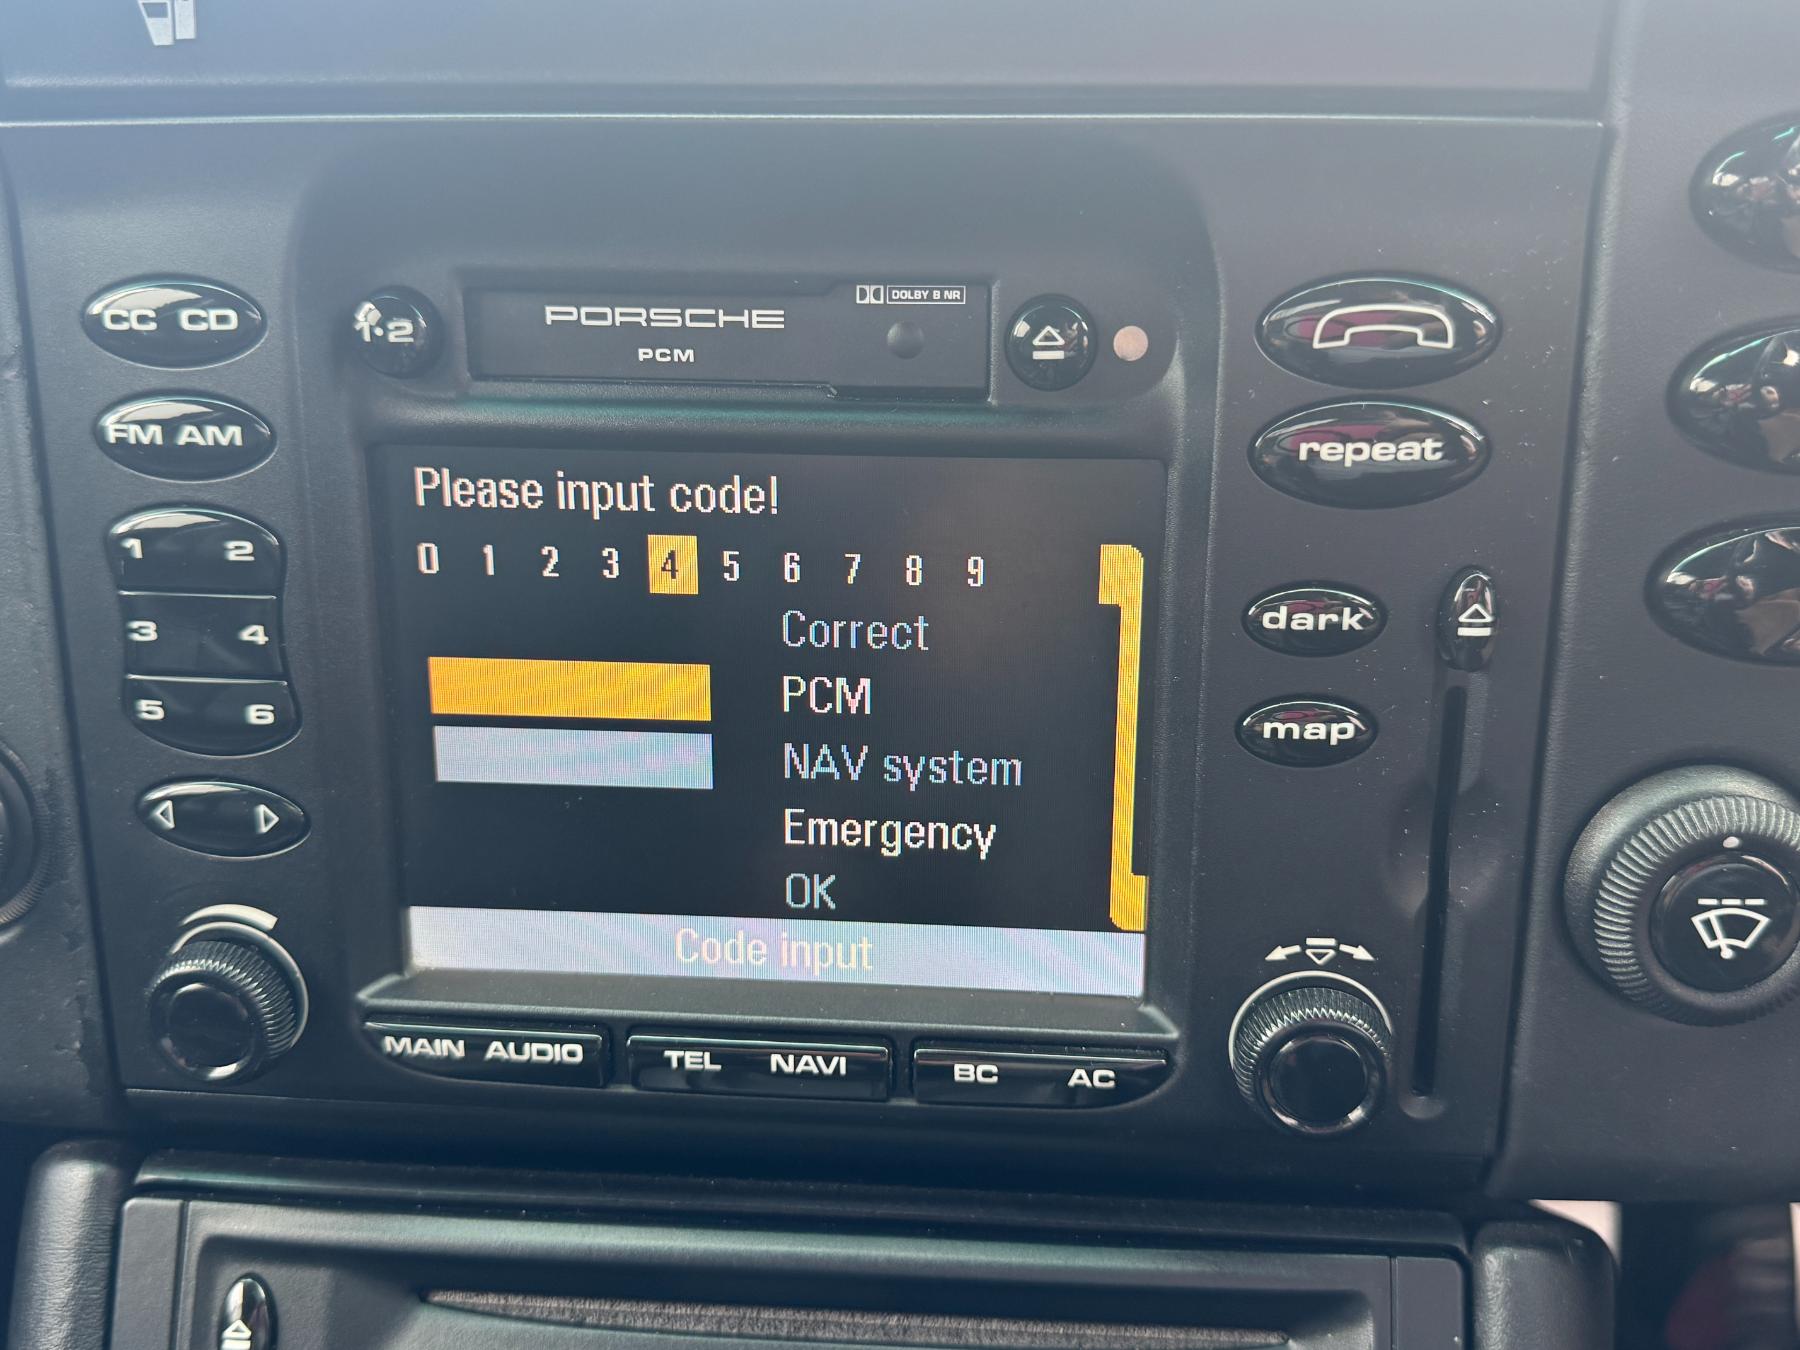 PORSCHE
PCM
DOLBY B NR
CC CD
1•2
FM AM
repeat
Please input code!
0 1 2 3 4 5 6 7 8 9
1 2
3 4
5 6
dark
map
Correct
PCM
NAV system
Emergency
OK
Code input
MAIN AUDIO
TEL NAVI
BC AC